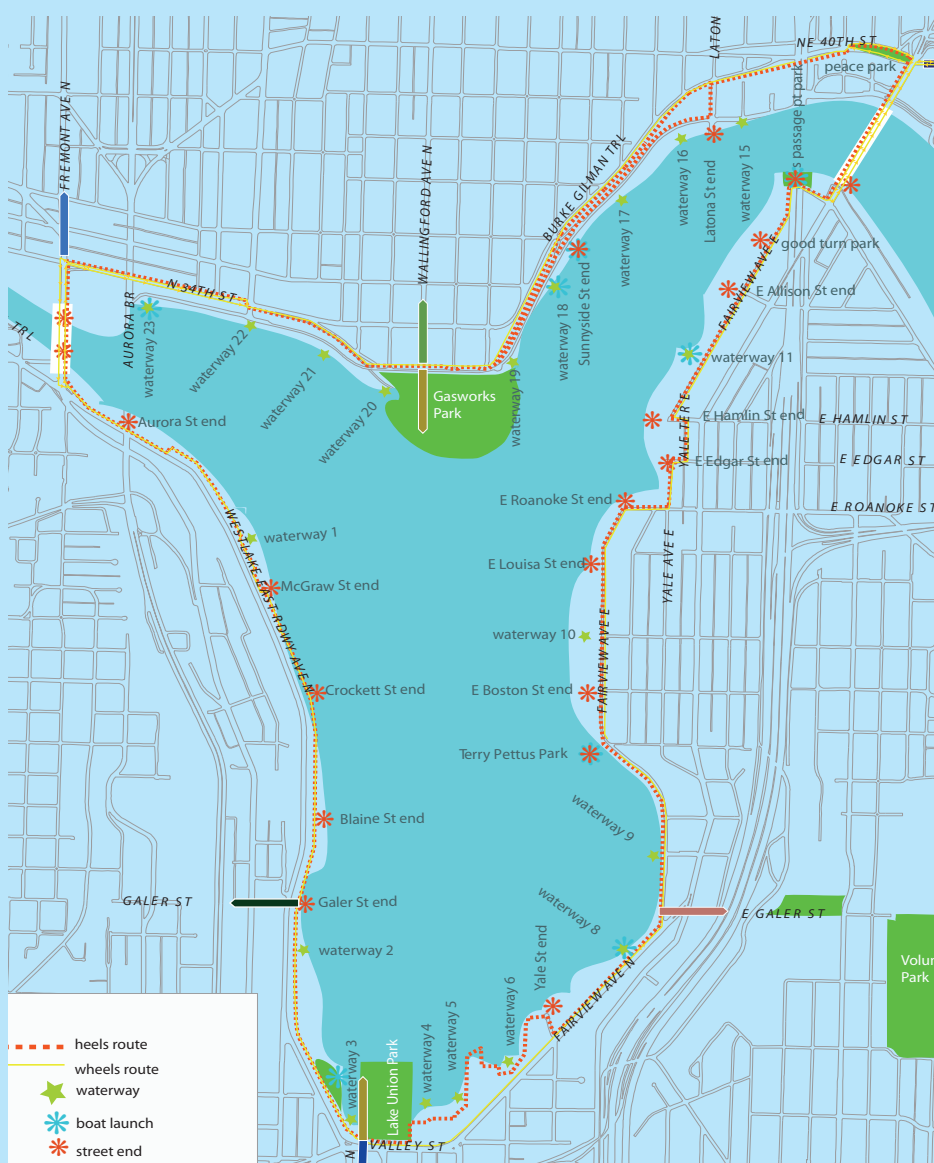 LATON
NE 40TH ST
peace park
s passage pt park
FREMONT AVE N
WALLINGFORD AVE N
BURKE GILMAN TRL
waterway 16
Latona St end
waterway 15
waterway 17
good turn park
FAIRVIEW AVE E
E Allison St end
N 34TH ST
TRL
AURORA BR
waterway 23
waterway 22
waterway 21
waterway 20
Gasworks
Park
waterway 19
waterway 18
Sunnyside St end
waterway 11
Aurora St end
E Hamlin St end
E HAMLIN ST
YALE TER E
E Edgar St end
E EDGAR ST
E Roanoke St end
E ROANOKE ST
waterway 1
WESTLAKE EAST RDWY AVE N
E Louisa St end
YALE AVE E
McGraw St end
waterway 10
FAIRVIEW AVE E
Crockett St end
E Boston St end
Terry Pettus Park
Blaine St end
waterway 9
GALER ST
Galer St end
waterway 8
E GALER ST
waterway 2
Yale St end
FAIRVIEW AVE N
Volun
Park
waterway 6
waterway 5
waterway 4
waterway 3
Lake Union Park
VALLEY ST
N
heels route
wheels route
waterway
boat launch
street end